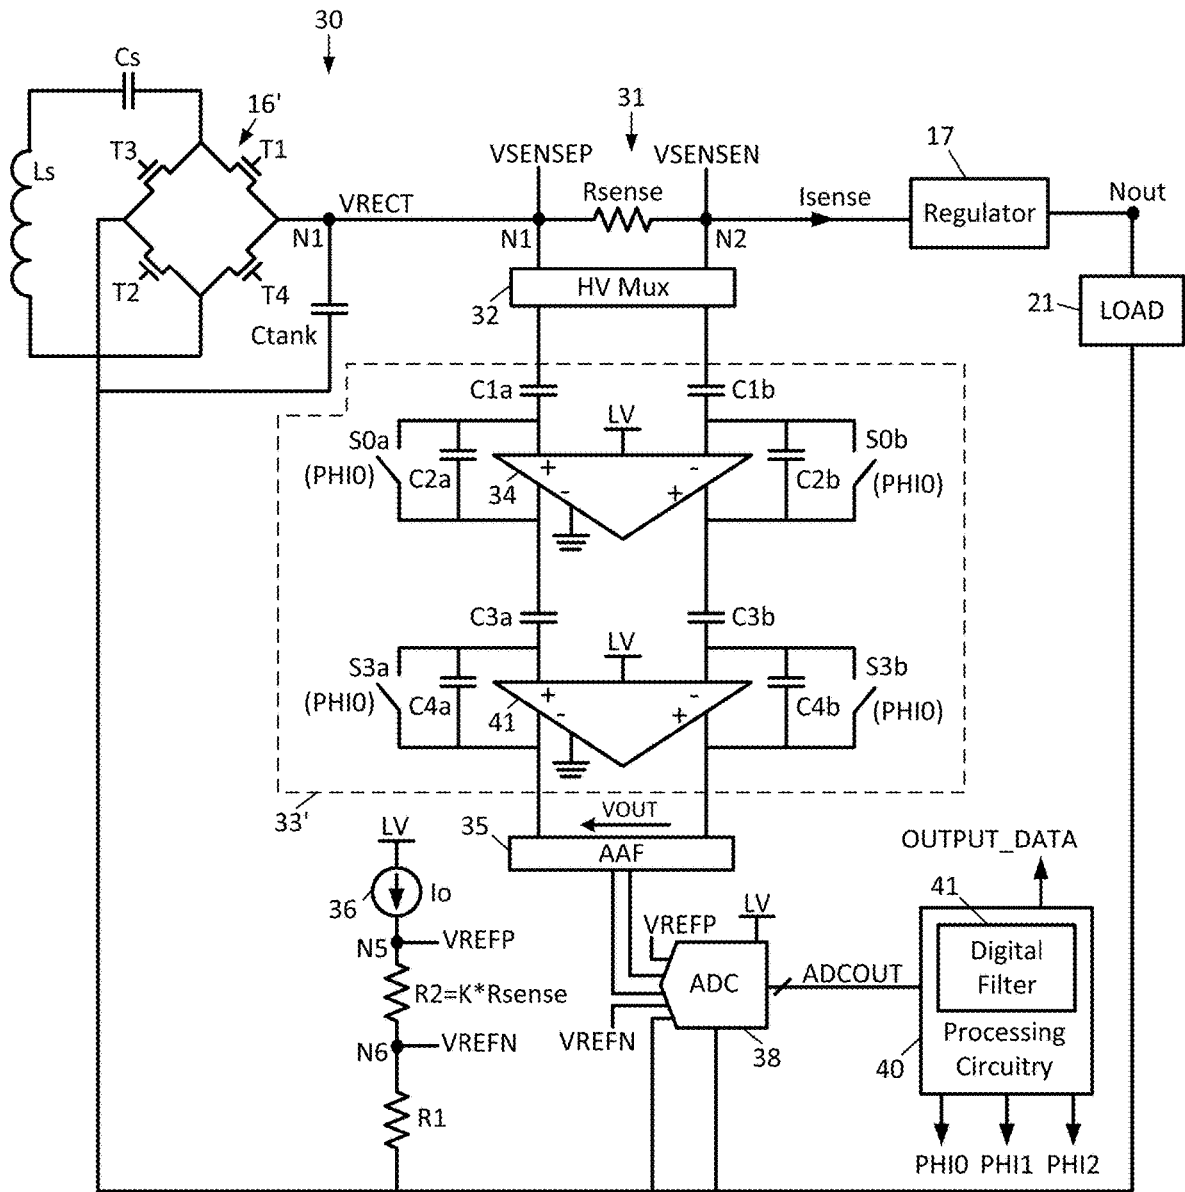 30
Cs
16'
T3
T1
Ls
T2
T4
VRECT
N1
Ctank
31
VSENSEP
VSENSEN
Rsense
N1
N2
Isense
17
Regulator
Nout
21
LOAD
HV Mux
32
C1a
C1b
LV
S0a
(PHI0)
C2a
+
-
34
-
+
C2b
S0b
(PHI0)
C3a
C3b
LV
S3a
(PHI0)
C4a
+
-
41
-
+
C4b
S3b
(PHI0)
33'
VOUT
35
AAF
LV
36
Io
N5
VREFP
R2=K*Rsense
N6
VREFN
R1
VREFP
LV
ADC
VREFN
38
ADCOUT
OUTPUT_DATA
41
Digital
Filter
Processing
Circuitry
40
PHI0
PHI1
PHI2